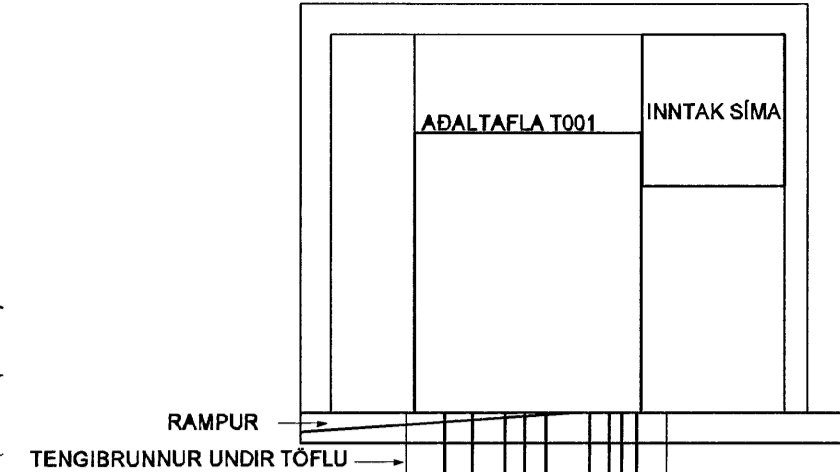 INNTAK SÍMA
AÐALTAFLA T001
RAMPUR
TENGIBRUNNUR UNDIR TÖFLU